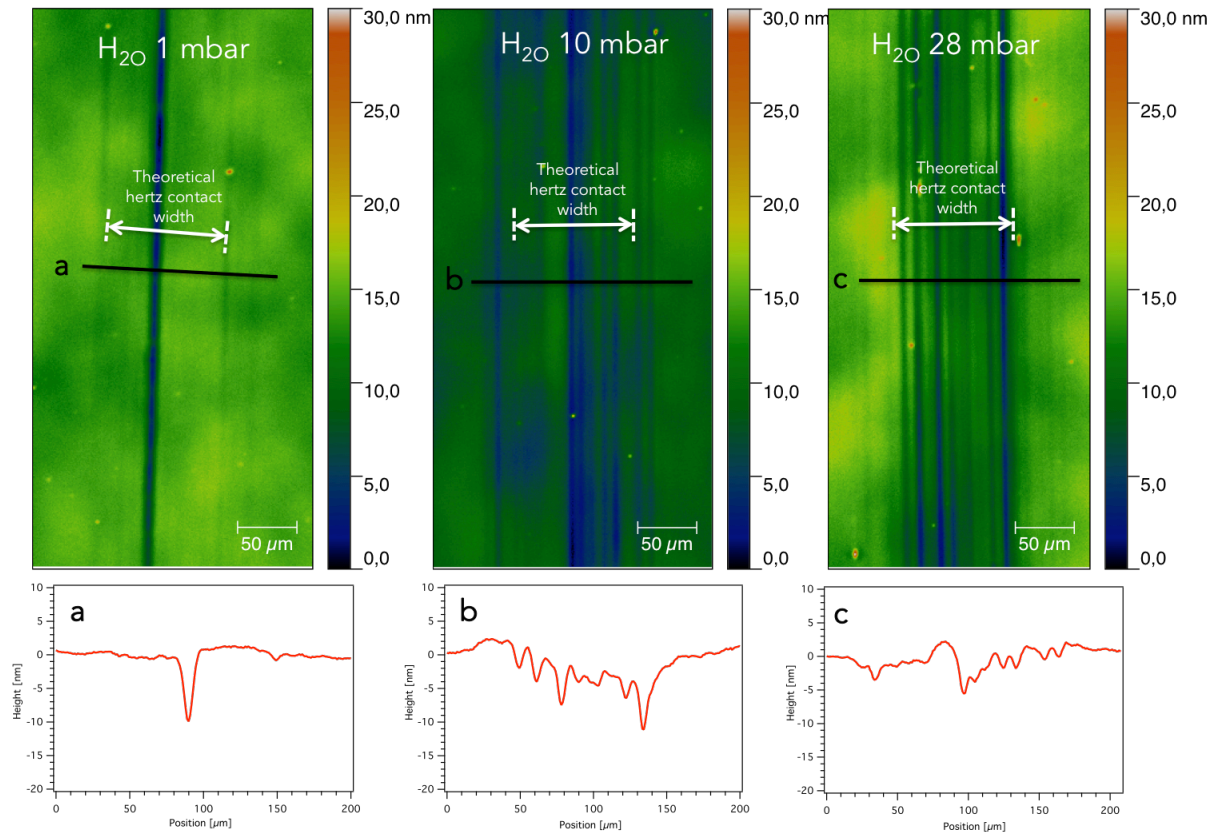 H2O 1 mbar
Theoretical
hertz contact
width
a
50 µm
30,0 nm
25,0
20,0
15,0
10,0
5,0
0,0
H2O 10 mbar
Theoretical
hertz contact
width
b
50 µm
30,0 nm
25,0
20,0
15,0
10,0
5,0
0,0
H2O 28 mbar
Theoretical
hertz contact
width
c
50 µm
30,0 nm
25,0
20,0
15,0
10,0
5,0
0,0
a
Height [nm]
10
5
0
-5
-10
-15
-20
0 50 100 150 200
Position [µm]
b
Height [nm]
10
5
0
-5
-10
-15
-20
0 50 100 150 200
Position [µm]
c
Height [nm]
10
5
0
-5
-10
-15
-20
0 50 100 150 200
Position [µm]